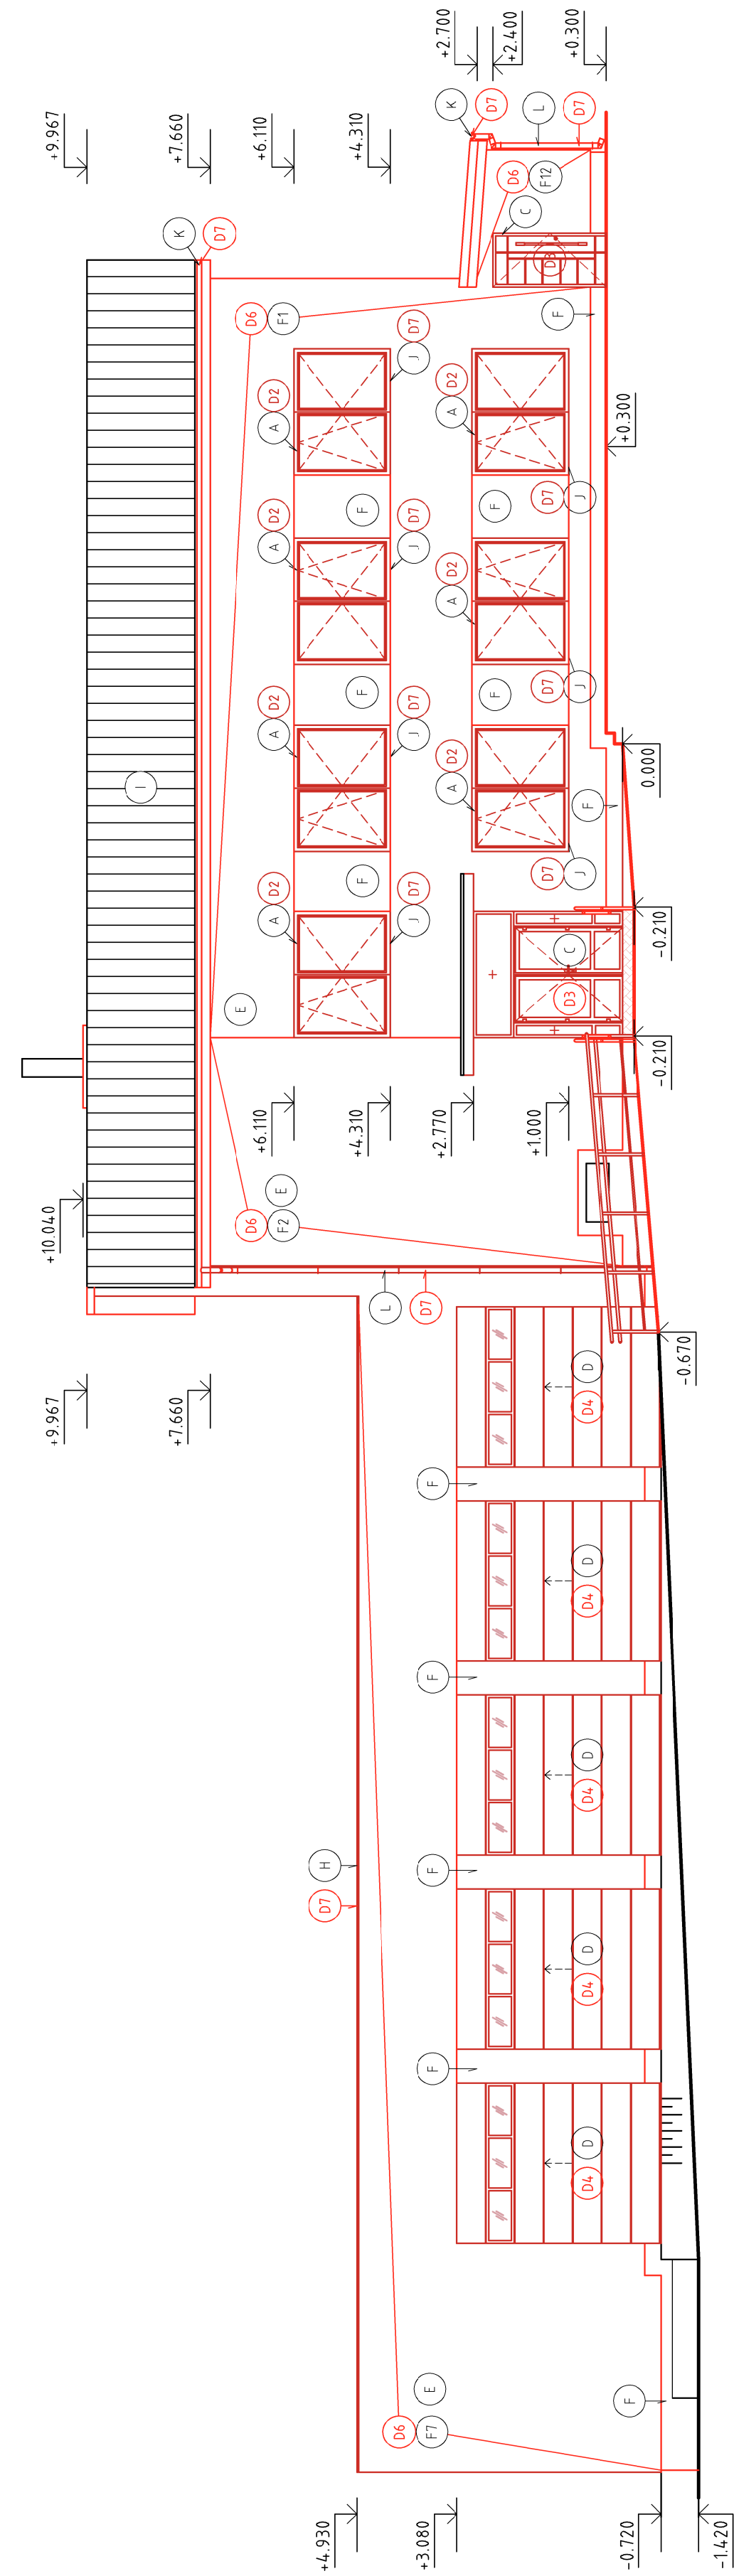 +9.967
+10.040
+9.967
I
+7.660
K
+7.660
D7
D6
E
D6
+6.110
D2
D2
D2
D2
+6.110
F2
E
A
A
A
A
F1
+4.930
D7
H
+4.310
F
F
F
+4.310
D6
L
J
D7
J
D7
J
D7
J
D7
+3.080
F7
E
F
F
F
F
D7
+2.770
A
D2
A
D2
A
D2
K
+2.700
D7
F
F
D6
+2.400
C
+1.000
D7
J
D7
J
D7
J
D3
F12
L
D3
C
F
F
D7
D4
D
D4
D
D4
D
D4
D
D4
D
+0.300
+0.300
-0.720
F
0.000
-0.210
-0.210
-0.670
-1.420